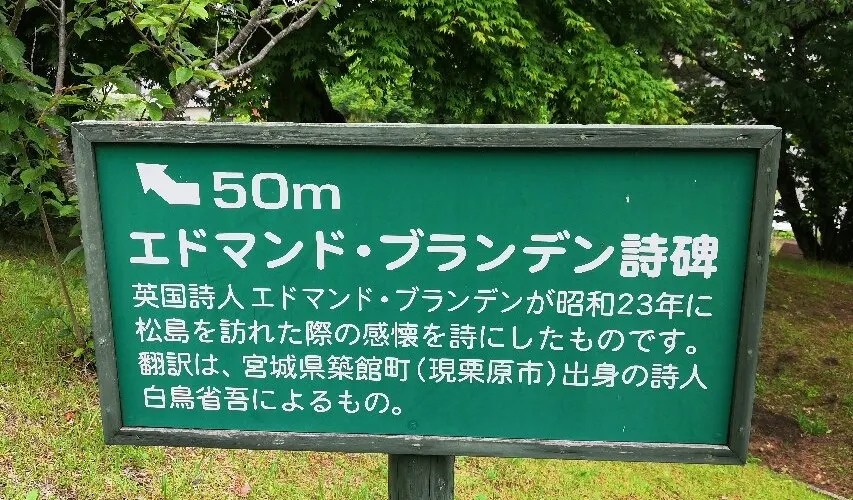 50m
エドマンド・ブランデン詩碑
英国詩人エドマンド・ブランデンが昭和23年に
松島を訪れた際の感懐を詩にしたものです。
翻訳は、宮城県築館町(現栗原市)出身の詩人
白鳥省吾によるもの。